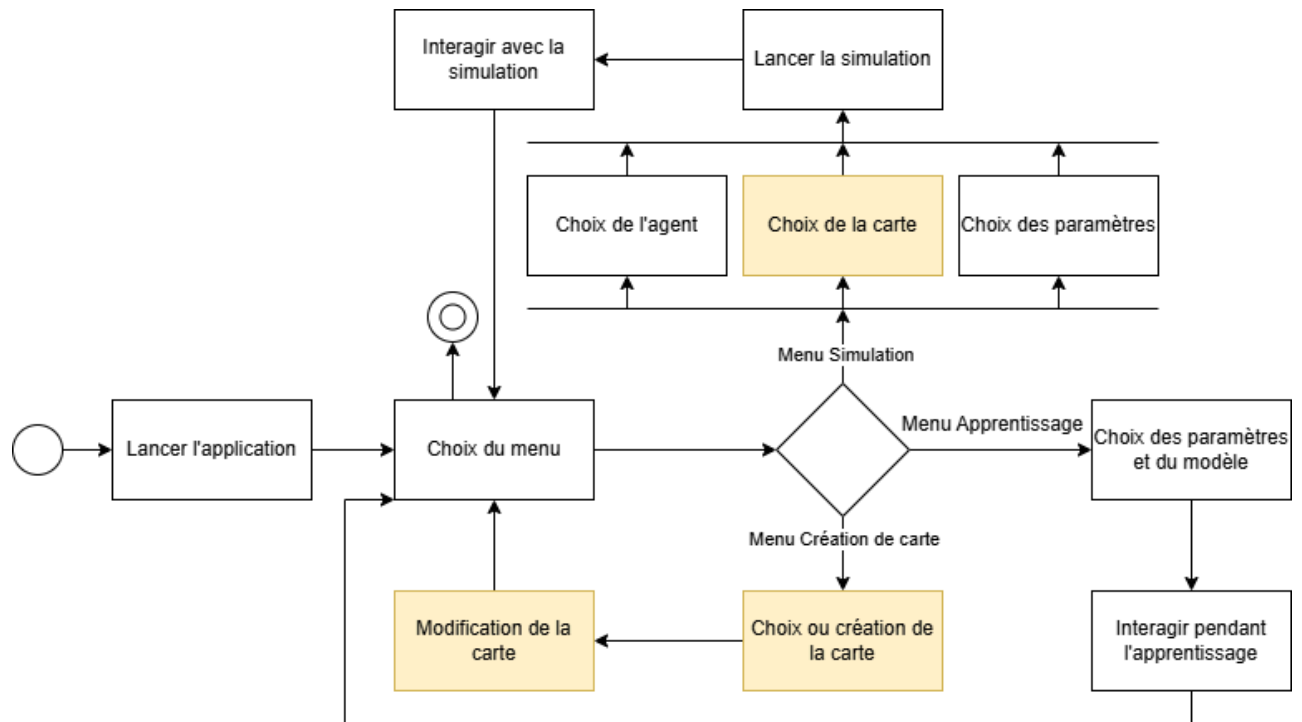 Interagir avec la
simulation
Lancer la simulation
Choix de l'agent
Choix de la carte
Choix des paramètres
Menu Simulation
Lancer l'application
Choix du menu
Menu Apprentissage
Choix des paramètres
et du modèle
Menu Création de carte
Modification de la
carte
Choix ou création de
la carte
Interagir pendant
l'apprentissage